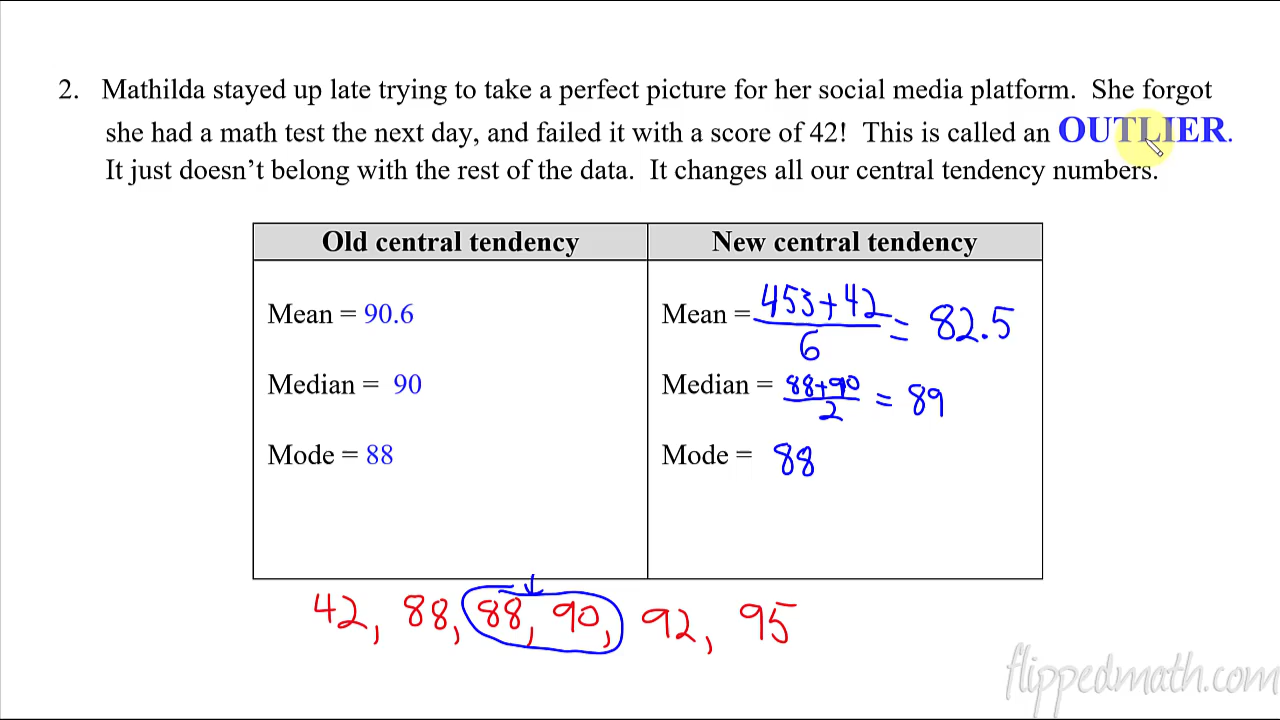 2. Mathilda stayed up late trying to take a perfect picture for her social media platform. She forgot
she had a math test the next day, and failed it with a score of 42! This is called an OUTLIER.
It just doesn’t belong with the rest of the data. It changes all our central tendency numbers.
Old central tendency
Mean = 90.6
Median = 90
Mode = 88
New central tendency
Mean = 453+42 / 6 = 82.5
Median = 88+90 / 2 = 89
Mode = 88
42, 88, 88, 90, 92, 95
flippedmath.com